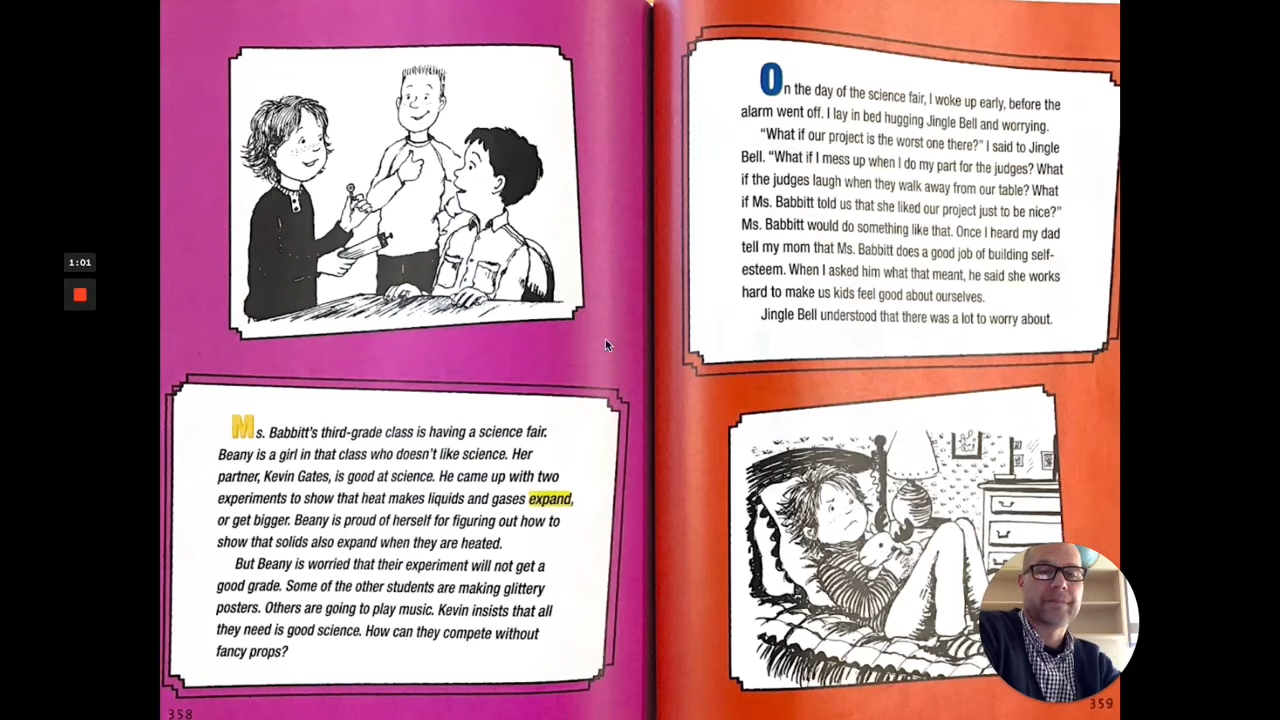 1:01
Ms. Babbitt's third-grade class is having a science fair.
Beany is a girl in that class who doesn't like science. Her
partner, Kevin Gates, is good at science. He came up with two
experiments to show that heat makes liquids and gases expand,
or get bigger. Beany is proud of herself for figuring out how to
show that solids also expand when they are heated.
But Beany is worried that their experiment will not get a
good grade. Some of the other students are making glittery
posters. Others are going to play music. Kevin insists that all
they need is good science. How can they compete without
fancy props?
358
On the day of the science fair, I woke up early, before the
alarm went off. I lay in bed hugging Jingle Bell and worrying.
"What if our project is the worst one there?" I said to Jingle
Bell. "What if I mess up when I do my part for the judges? What
if the judges laugh when they walk away from our table? What
if Ms. Babbitt told us that she liked our project just to be nice?"
Ms. Babbitt would do something like that. Once I heard my dad
tell my mom that Ms. Babbitt does a good job of building self-
esteem. When I asked him what that meant, he said she works
hard to make us kids feel good about ourselves.
Jingle Bell understood that there was a lot to worry about.
359